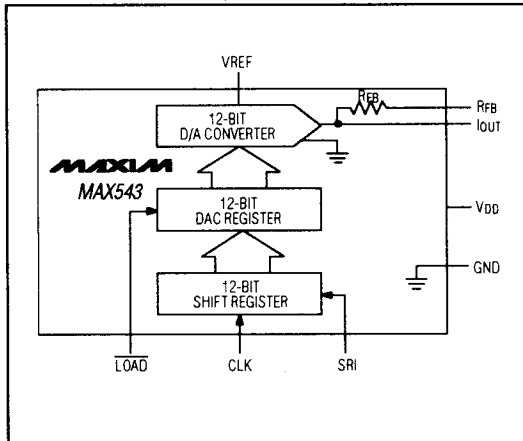 VREF
RFB
12-BIT
D/A CONVERTER
RFB
IOUT
MAXIM
MAX543
12-BIT
DAC REGISTER
VDD
GND
12-BIT
SHIFT REGISTER
LOAD CLK SRI